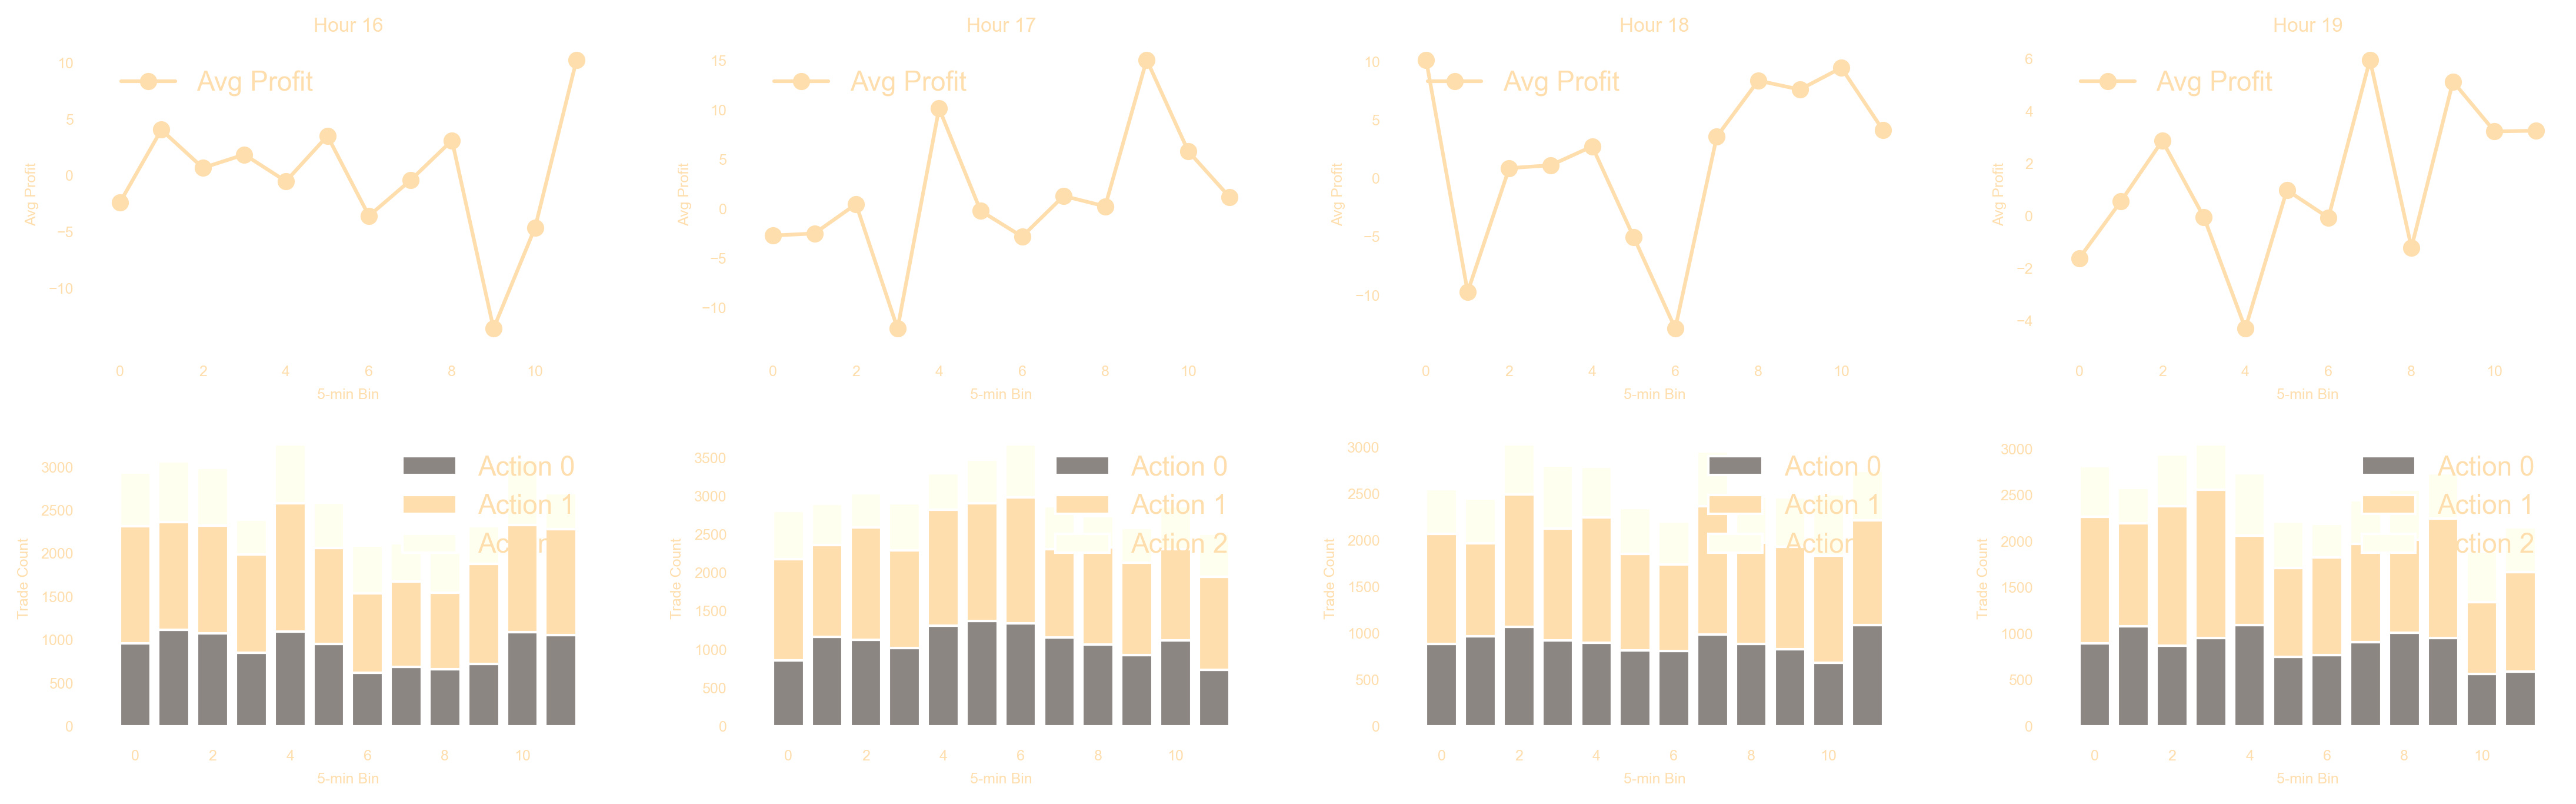 Hour 16
10
5
0
−5
−10
Avg Profit
Avg Profit
0 2 4 6 8 10
5-min Bin
Hour 17
15
10
5
0
−5
−10
Avg Profit
Avg Profit
0 2 4 6 8 10
5-min Bin
Hour 18
10
5
0
−5
−10
Avg Profit
Avg Profit
0 2 4 6 8 10
5-min Bin
Hour 19
6
4
2
0
−2
−4
Avg Profit
Avg Profit
0 2 4 6 8 10
5-min Bin
3000
2500
2000
1500
1000
500
0
Trade Count
Action 0
Action 1
Action
0 2 4 6 8 10
5-min Bin
3500
3000
2500
2000
1500
1000
500
0
Trade Count
Action 0
Action 1
Action 2
0 2 4 6 8 10
5-min Bin
3000
2500
2000
1500
1000
500
0
Trade Count
Action 0
Action 1
Action
0 2 4 6 8 10
5-min Bin
3000
2500
2000
1500
1000
500
0
Trade Count
Action 0
Action 1
Action 2
0 2 4 6 8 10
5-min Bin